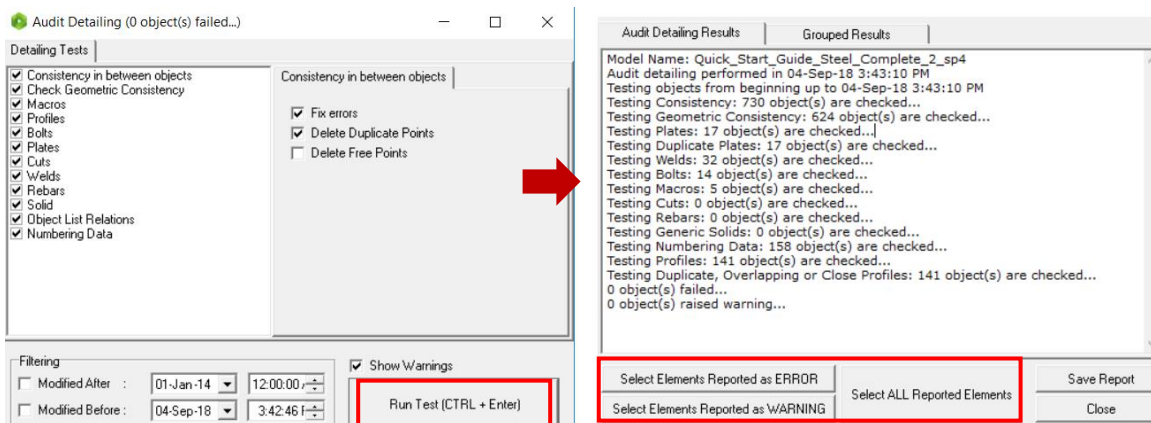 Audit Detailing (0 object(s) failed...)
Detailing Tests
Consistency in between objects
Check Geometric Consistency
Macros
Profiles
Bolts
Plates
Cuts
Welds
Rebars
Solid
Object List Relations
Numbering Data
Consistency in between objects
Fix errors
Delete Duplicate Points
Delete Free Points
Filtering
Modified After : 01-Jan-14 12:00:00
Modified Before : 04-Sep-18 3:42:46
Show Warnings
Run Test (CTRL + Enter)
Audit Detailing Results
Grouped Results
Model Name: Quick_Start_Guide_Steel_Complete_2_sp4
Audit detailing performed in 04-Sep-18 3:43:10 PM
Testing objects from beginning up to 04-Sep-18 3:43:10 PM
Testing Consistency: 730 object(s) are checked...
Testing Geometric Consistency: 624 object(s) are checked...
Testing Plates: 17 object(s) are checked...
Testing Duplicate Plates: 17 object(s) are checked...
Testing Welds: 32 object(s) are checked...
Testing Bolts: 14 object(s) are checked...
Testing Macros: 5 object(s) are checked...
Testing Cuts: 0 object(s) are checked...
Testing Rebars: 0 object(s) are checked...
Testing Generic Solids: 0 object(s) are checked...
Testing Numbering Data: 158 object(s) are checked...
Testing Profiles: 141 object(s) are checked...
Testing Duplicate, Overlapping or Close Profiles: 141 object(s) are checked...
0 object(s) failed...
0 object(s) raised warning...
Select Elements Reported as ERROR
Select Elements Reported as WARNING
Select ALL Reported Elements
Save Report
Close